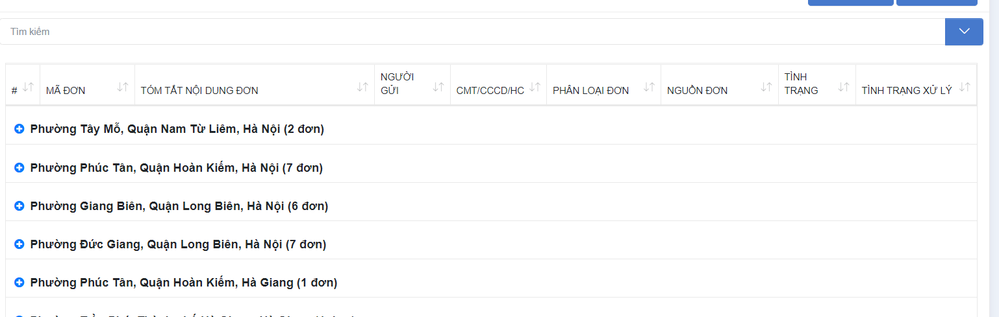 Tìm kiếm
# MÃ ĐƠN TÓM TẮT NỘI DUNG ĐƠN NGƯỜI GỬI CMT/CCCD/HC PHÂN LOẠI ĐƠN NGUỒN ĐƠN TÌNH TRẠNG TÌNH TRẠNG XỬ LÝ
Phường Tây Mỗ, Quận Nam Từ Liêm, Hà Nội (2 đơn)
Phường Phúc Tân, Quận Hoàn Kiếm, Hà Nội (7 đơn)
Phường Giang Biên, Quận Long Biên, Hà Nội (6 đơn)
Phường Đức Giang, Quận Long Biên, Hà Nội (7 đơn)
Phường Phúc Tân, Quận Hoàn Kiếm, Hà Giang (1 đơn)